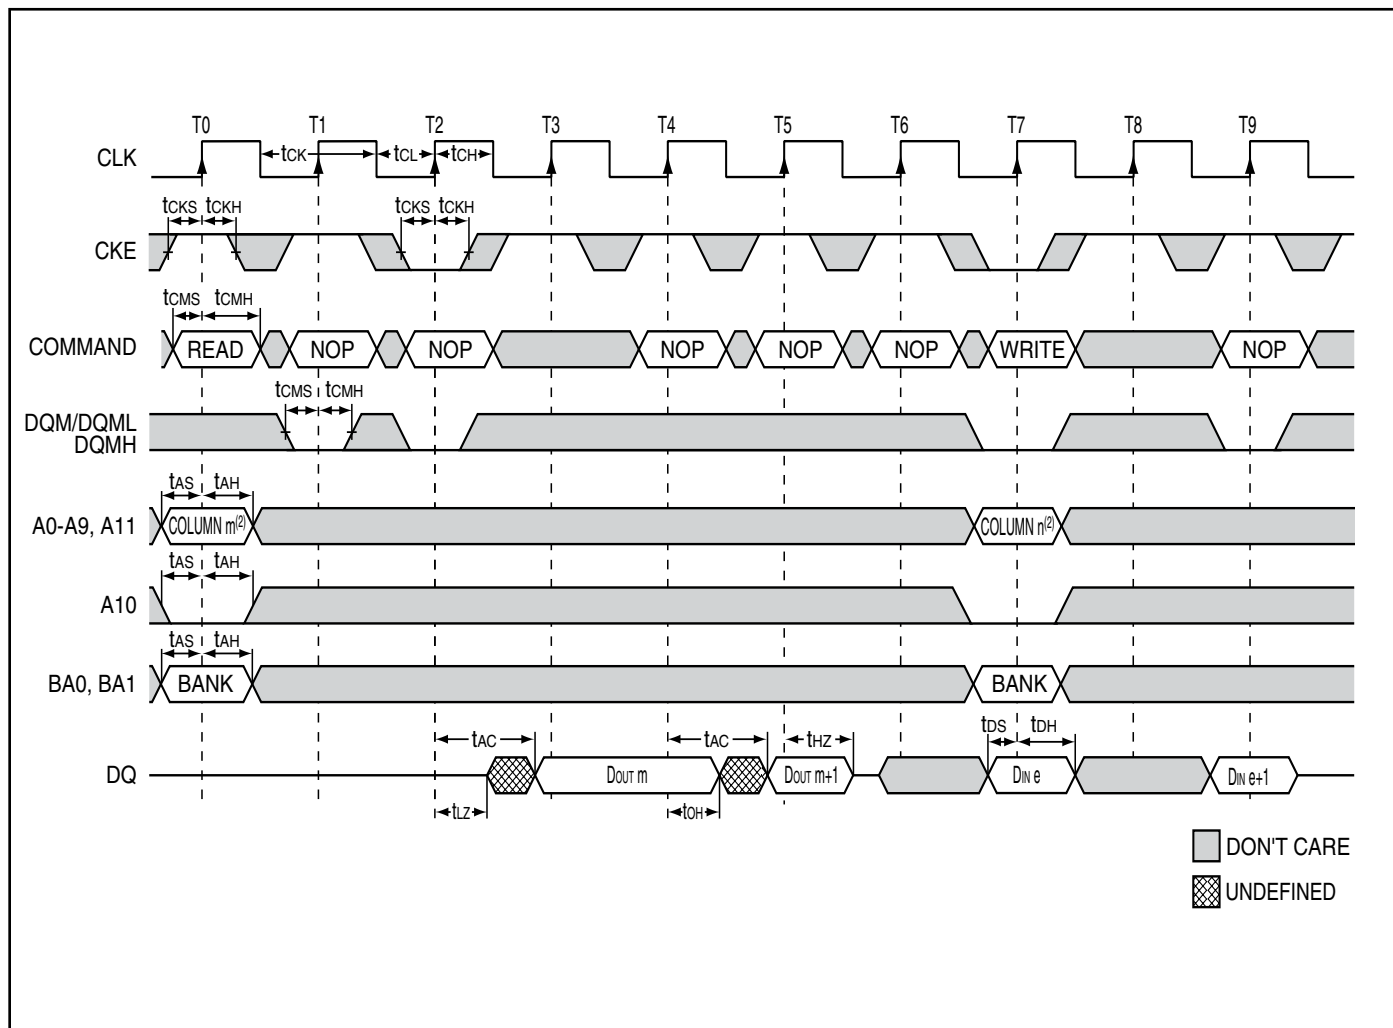 T0 T1 T2 T3 T4 T5 T6 T7 T8 T9
CLK tCK tCL tCH
tCKS tCKH tCKS tCKH
CKE
tCMS tCMH
COMMAND READ NOP NOP NOP NOP NOP WRITE NOP
tCMS tCMH
DQM/DQML
DQMH
tAS tAH
A0-A9, A11 COLUMN m(2) COLUMN n(2)
tAS tAH
A10
tAS tAH
BA0, BA1 BANK BANK
tAC tAC tHZ tDS tDH
DQ DOUT m DOUT m+1 DIN e DIN e+1
tLZ tOH
DON'T CARE
UNDEFINED